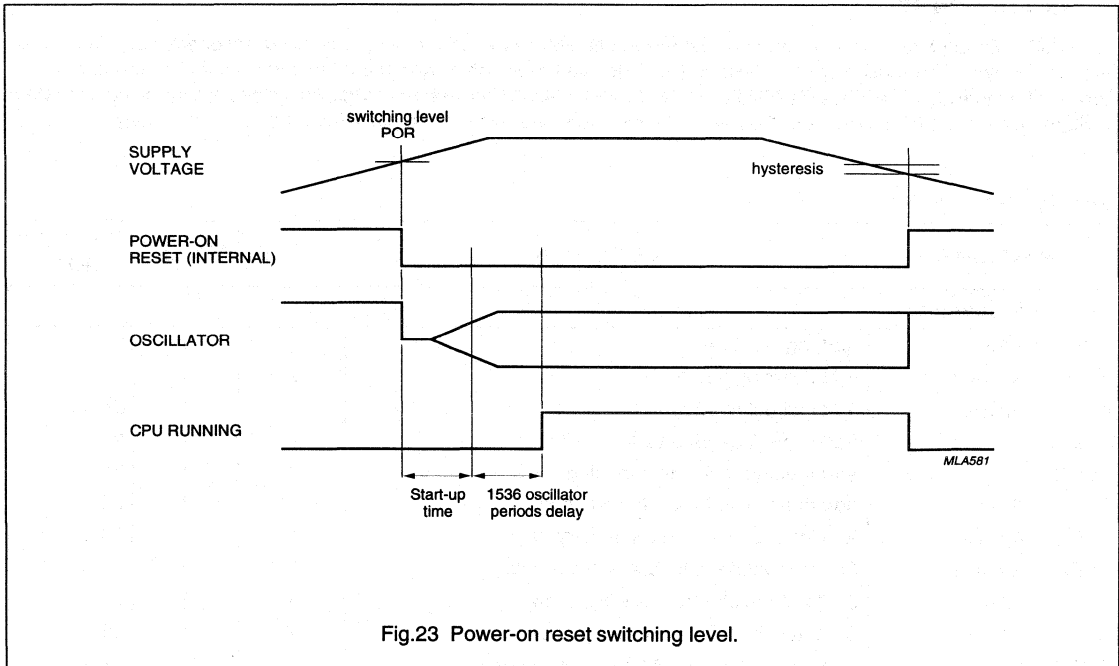 switching level
POR
SUPPLY
VOLTAGE
hysteresis
POWER-ON
RESET (INTERNAL)
OSCILLATOR
CPU RUNNING
MLA581
Start-up
time
1536 oscillator
periods delay
Fig.23 Power-on reset switching level.